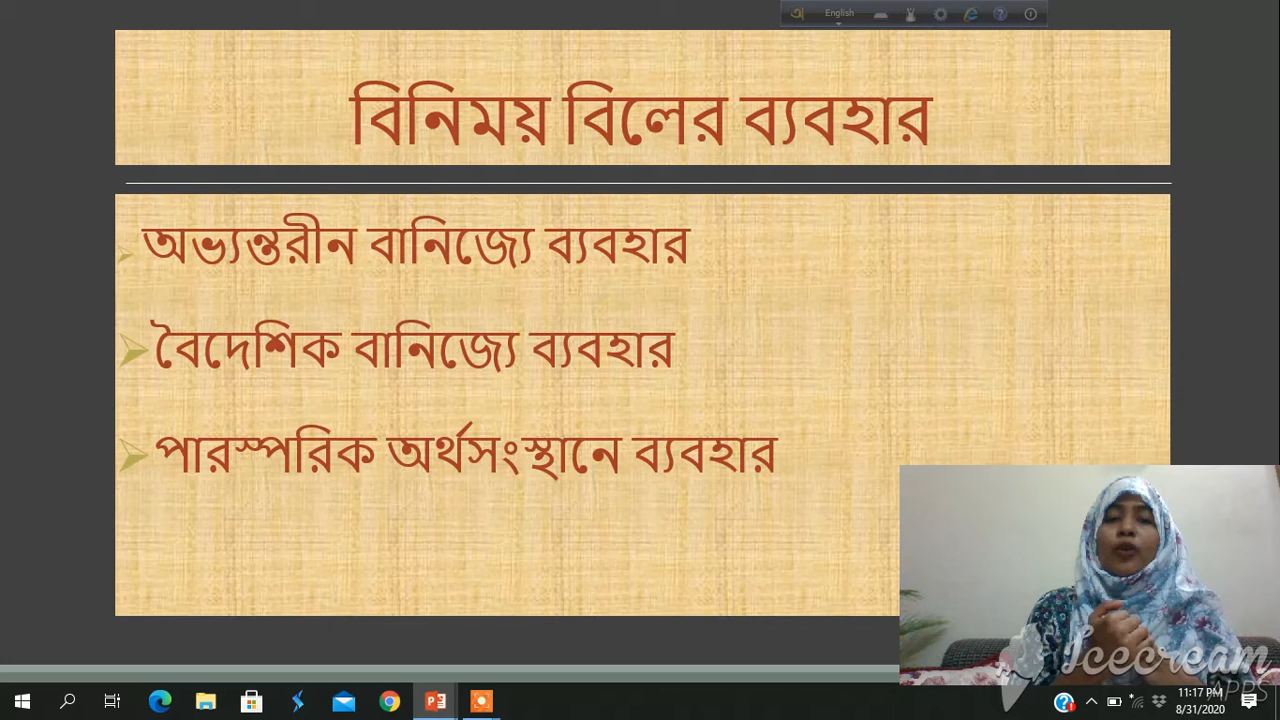 English
বিনিময় বিলের ব্যবহার
অভ্যন্তরীন বানিজ্যে ব্যবহার
বৈদেশিক বানিজ্যে ব্যবহার
পারস্পরিক অর্থসংস্থানে ব্যবহার
Icecream
APPS
11:17 PM
8/31/2020